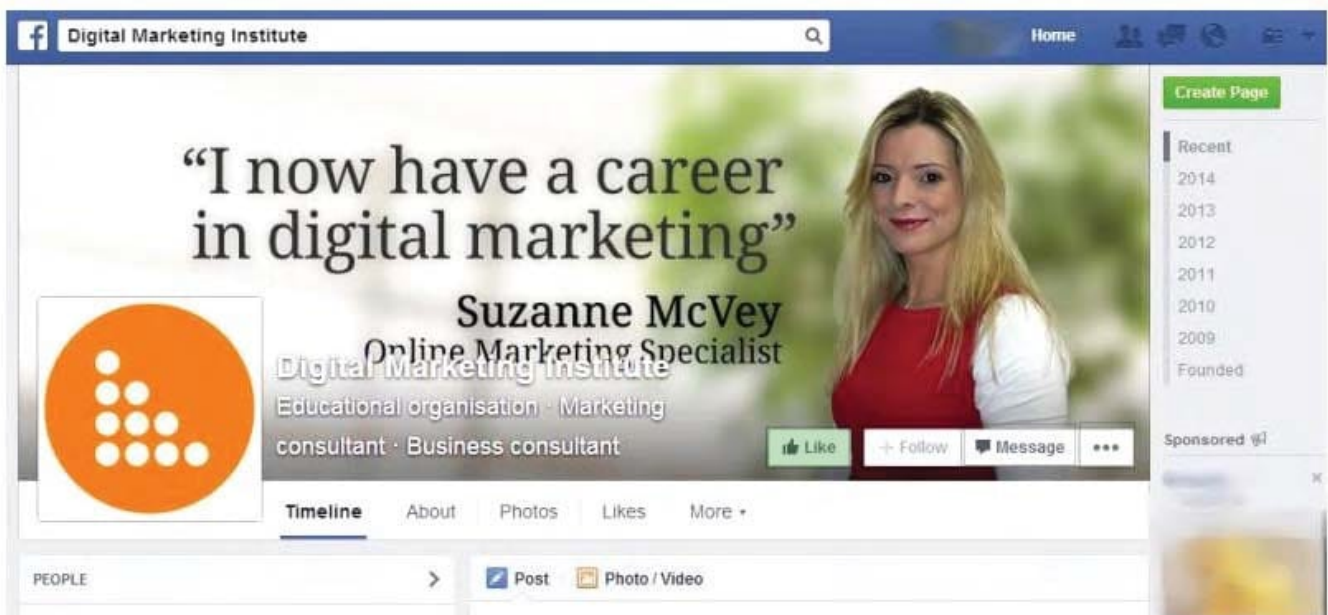 Digital Marketing Institute
Home
Create Page
Recent
2014
2013
2012
2011
2010
2009
Founded
“I now have a career
in digital marketing”
Suzanne McVey
Online Marketing Specialist
Digital Marketing Institute
Educational organisation · Marketing
consultant · Business consultant
Like
+ Follow
Message
Sponsored
Timeline
About
Photos
Likes
More
PEOPLE
Post
Photo / Video